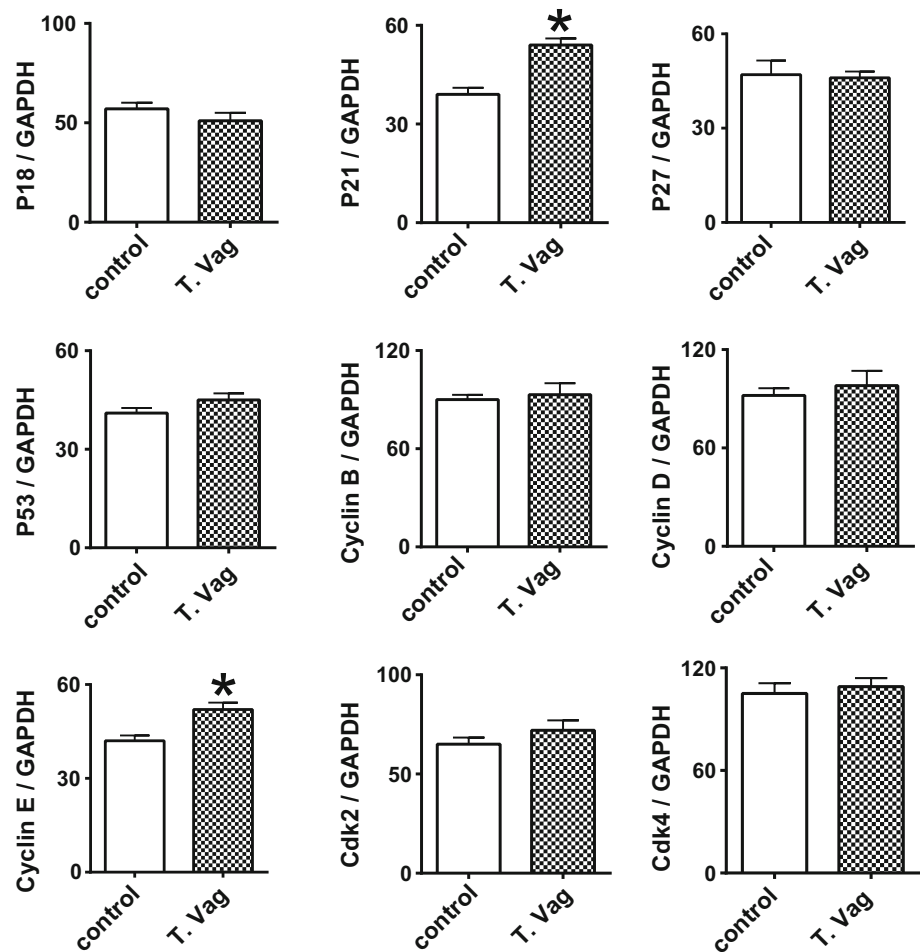 100
50
0
P18 / GAPDH
control
T. Vag
60
30
0
P21 / GAPDH
*
control
T. Vag
60
30
0
P27 / GAPDH
control
T. Vag
60
30
0
P53 / GAPDH
control
T. Vag
120
60
0
Cyclin B / GAPDH
control
T. Vag
120
60
0
Cyclin D / GAPDH
control
T. Vag
60
30
0
Cyclin E / GAPDH
*
control
T. Vag
100
50
0
Cdk2 / GAPDH
control
T. Vag
120
60
0
Cdk4 / GAPDH
control
T. Vag